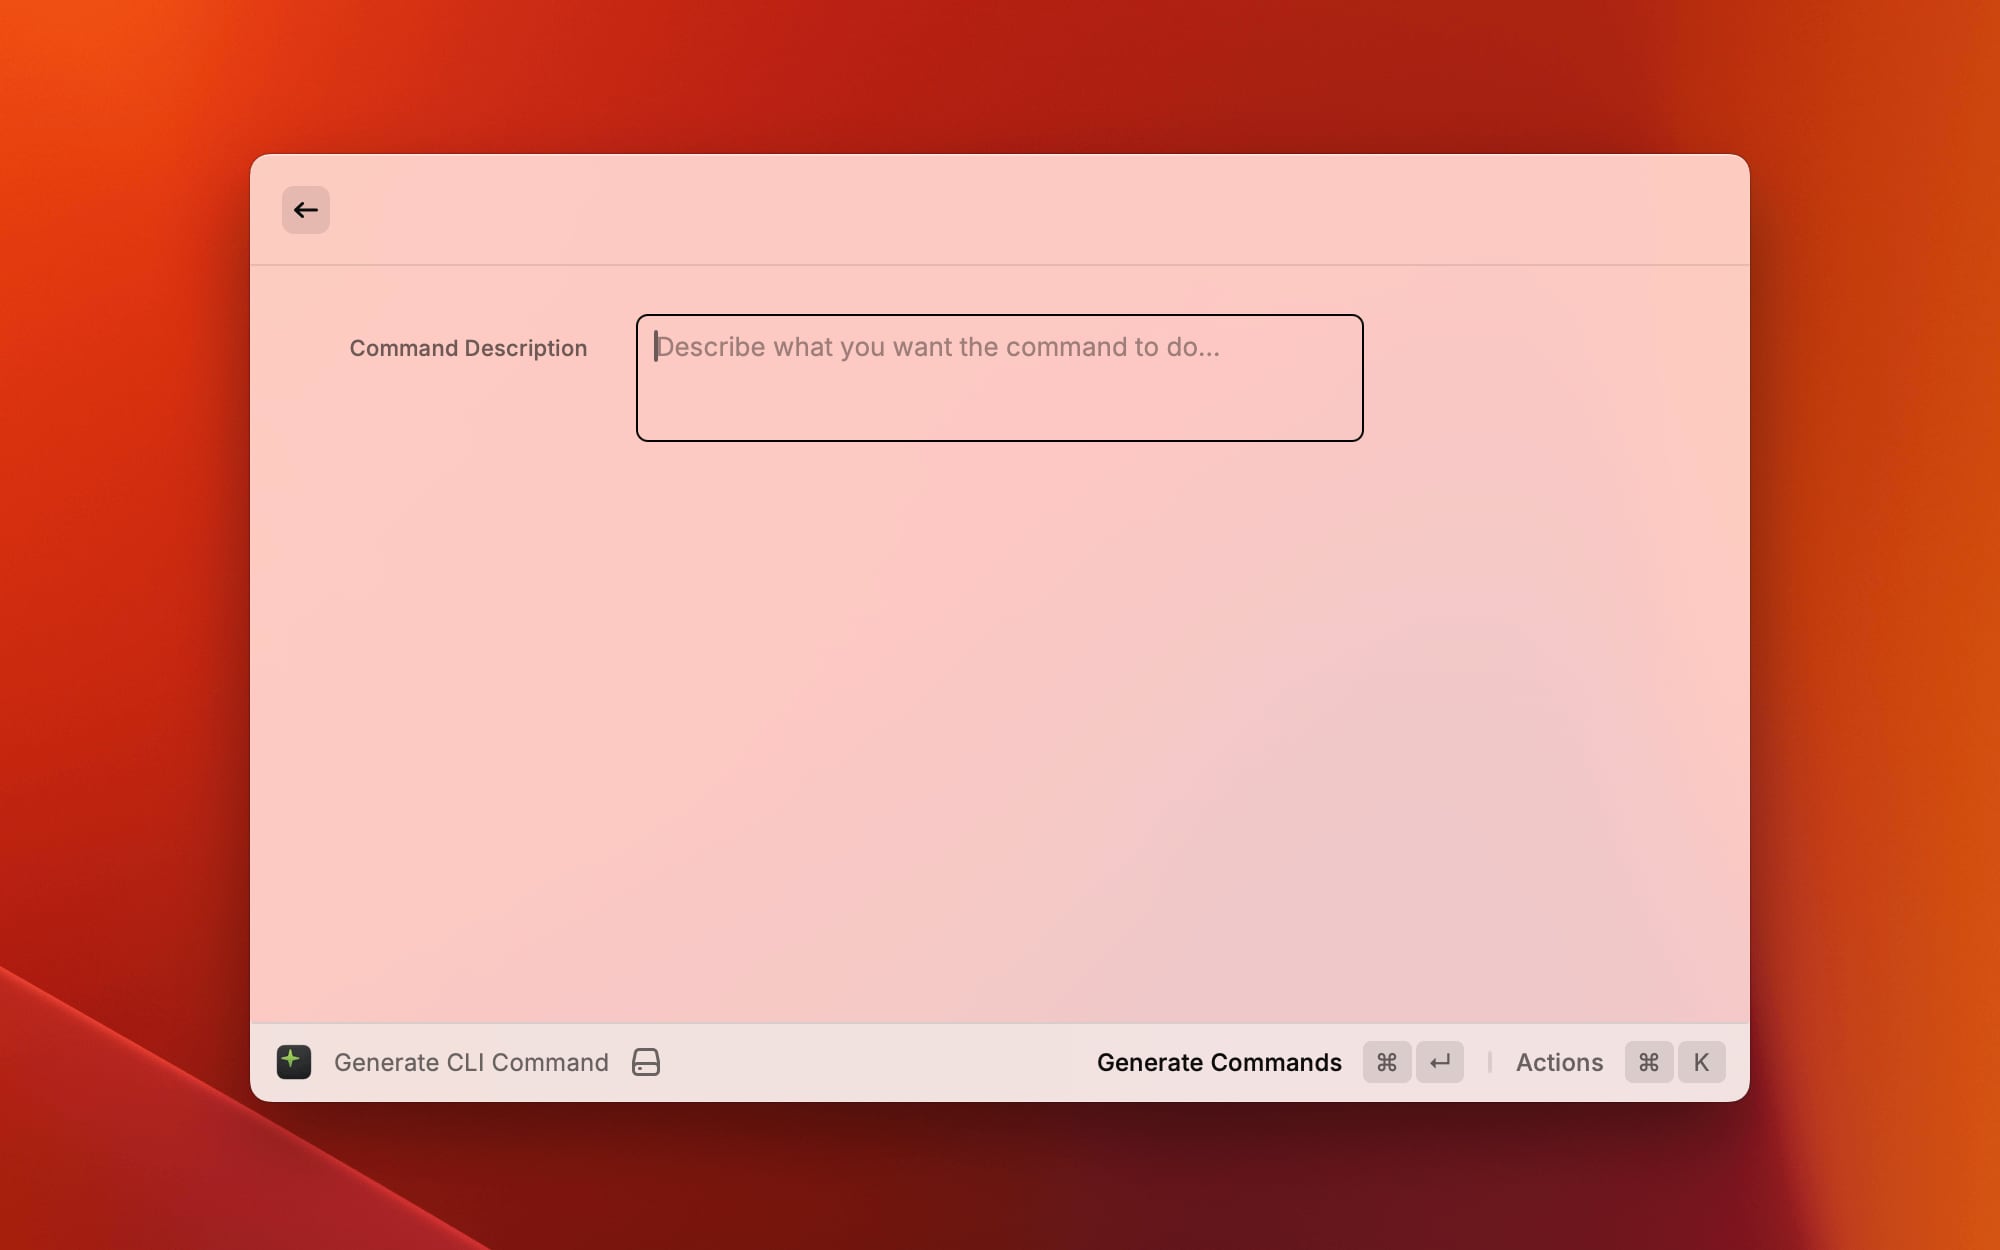 Command Description
Describe what you want the command to do...
Generate CLI Command
Generate Commands ⌘ ↵
Actions ⌘ K